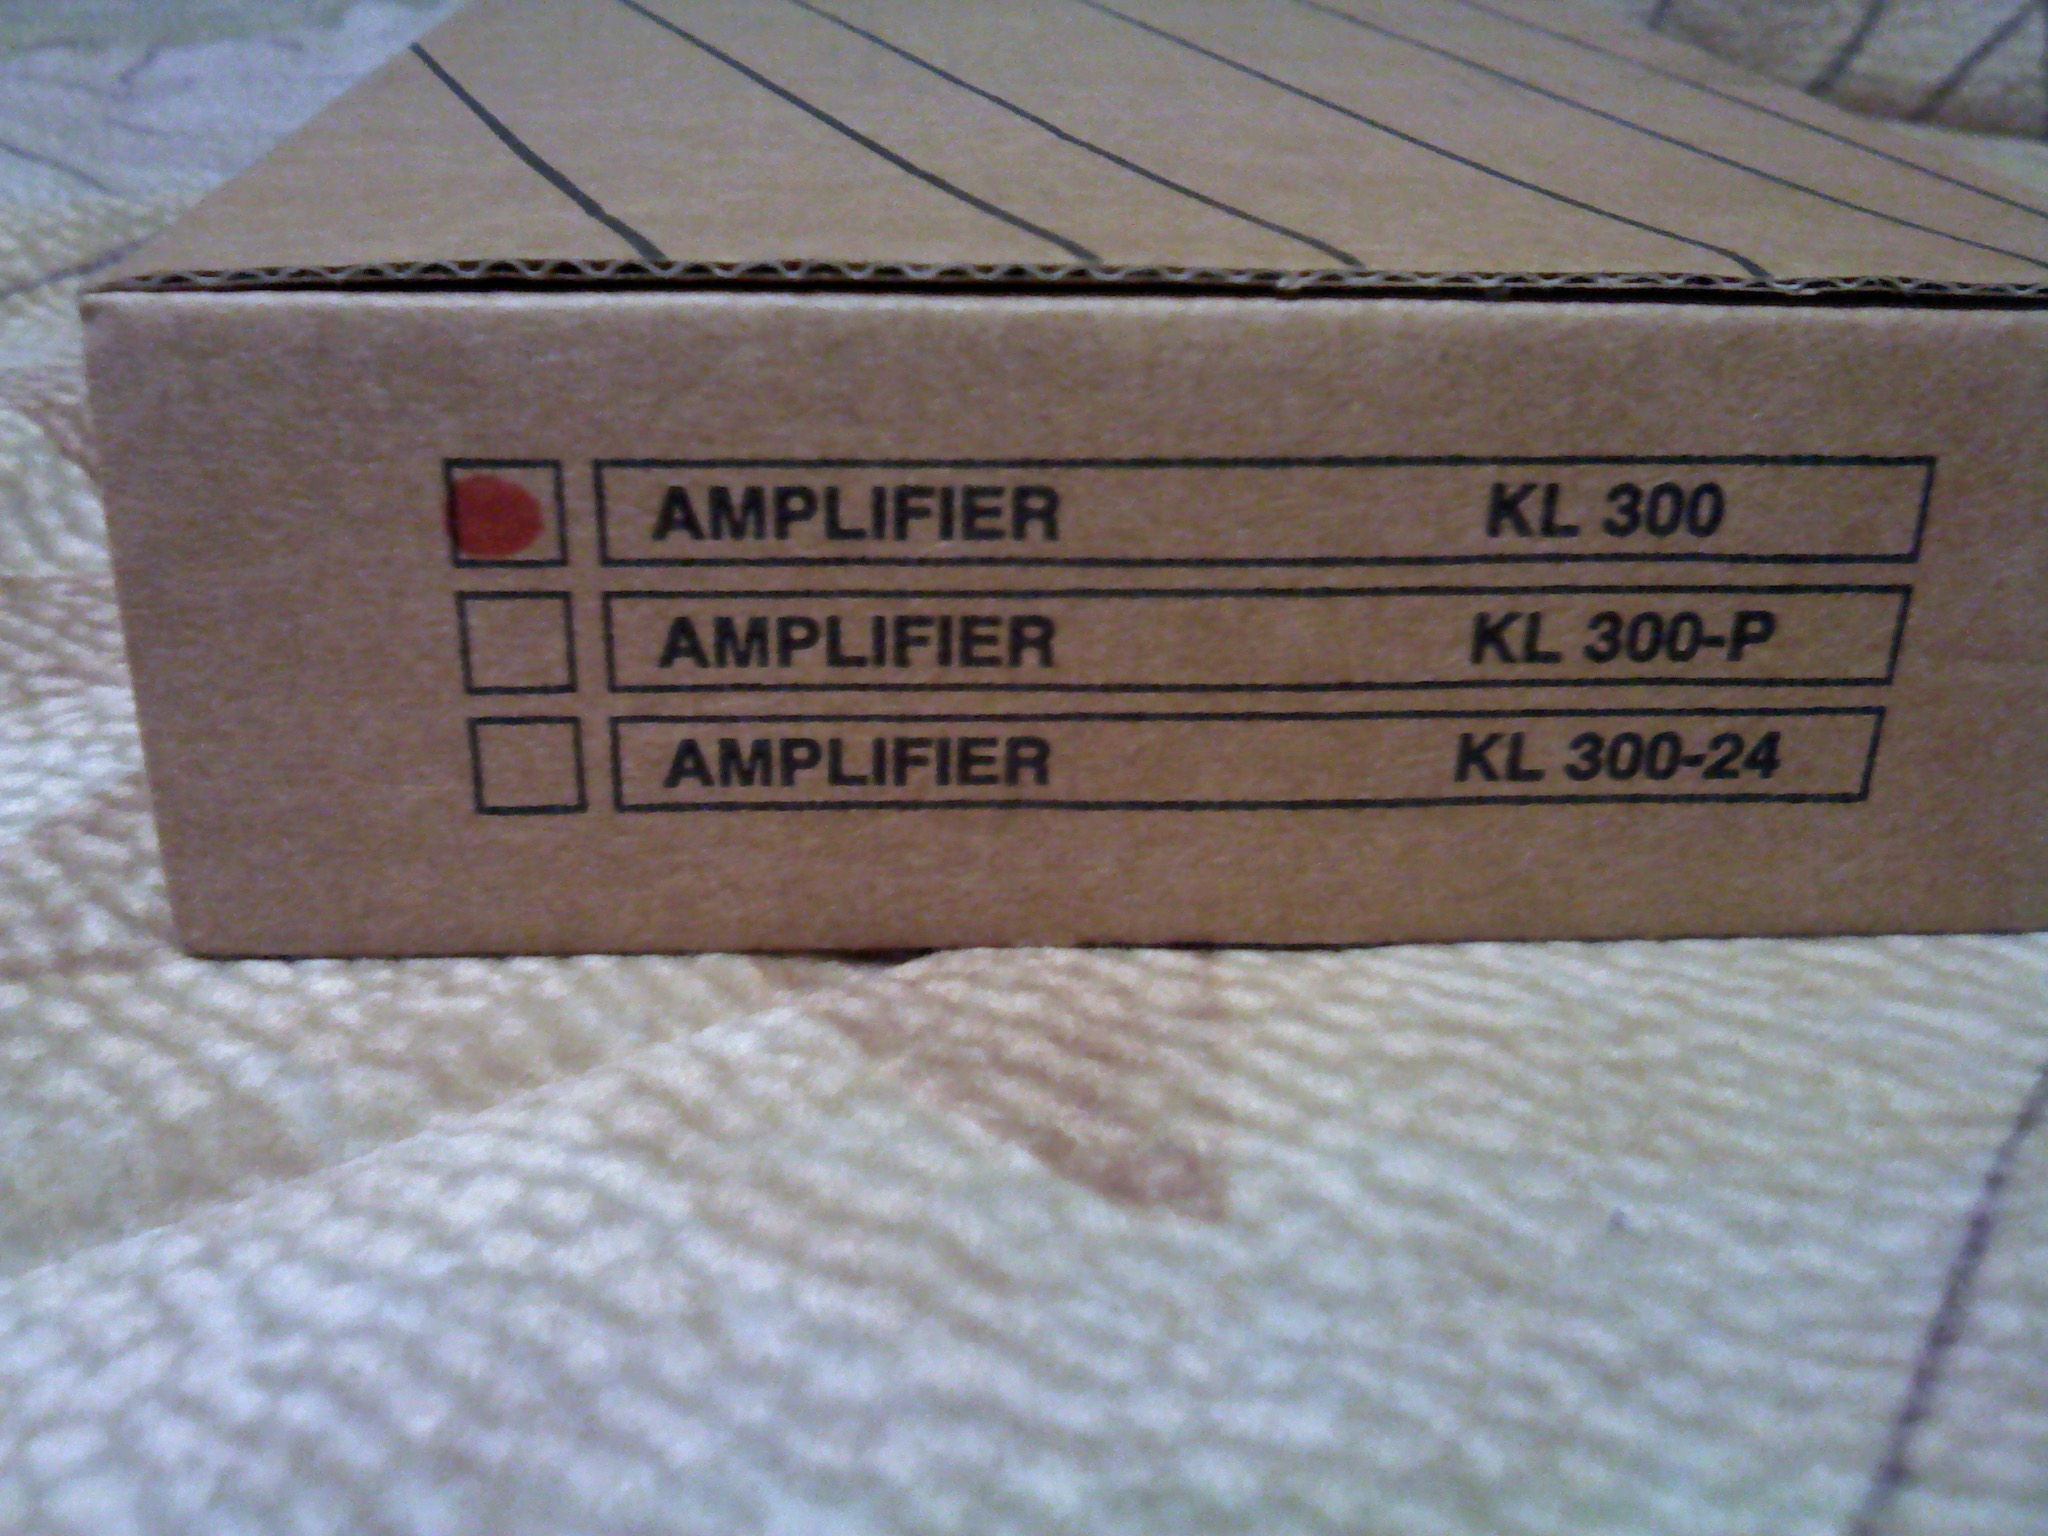 AMPLIFIER KL 300
AMPLIFIER KL 300-P
AMPLIFIER KL 300-24